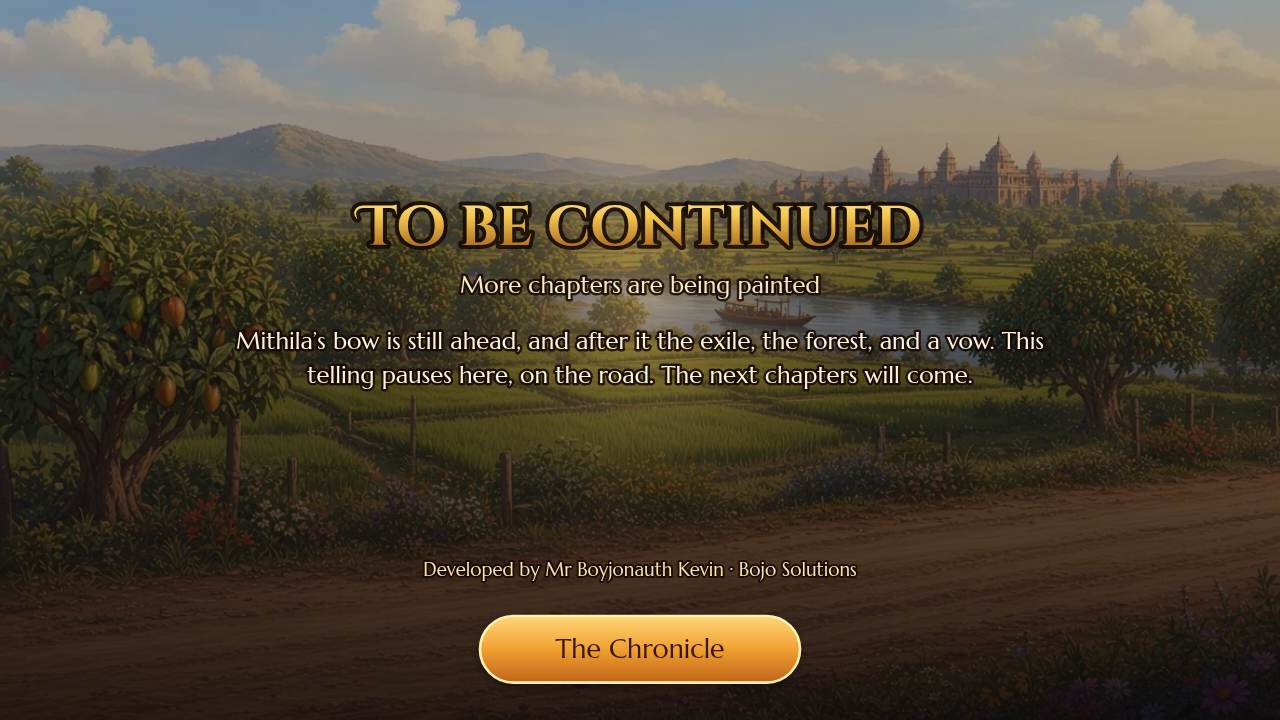 TO BE CONTINUED
More chapters are being painted
Mithila’s bow is still ahead, and after it the exile, the forest, and a vow. This
telling pauses here, on the road. The next chapters will come.
Developed by Mr Boyjonauth Kevin · Bojo Solutions
The Chronicle